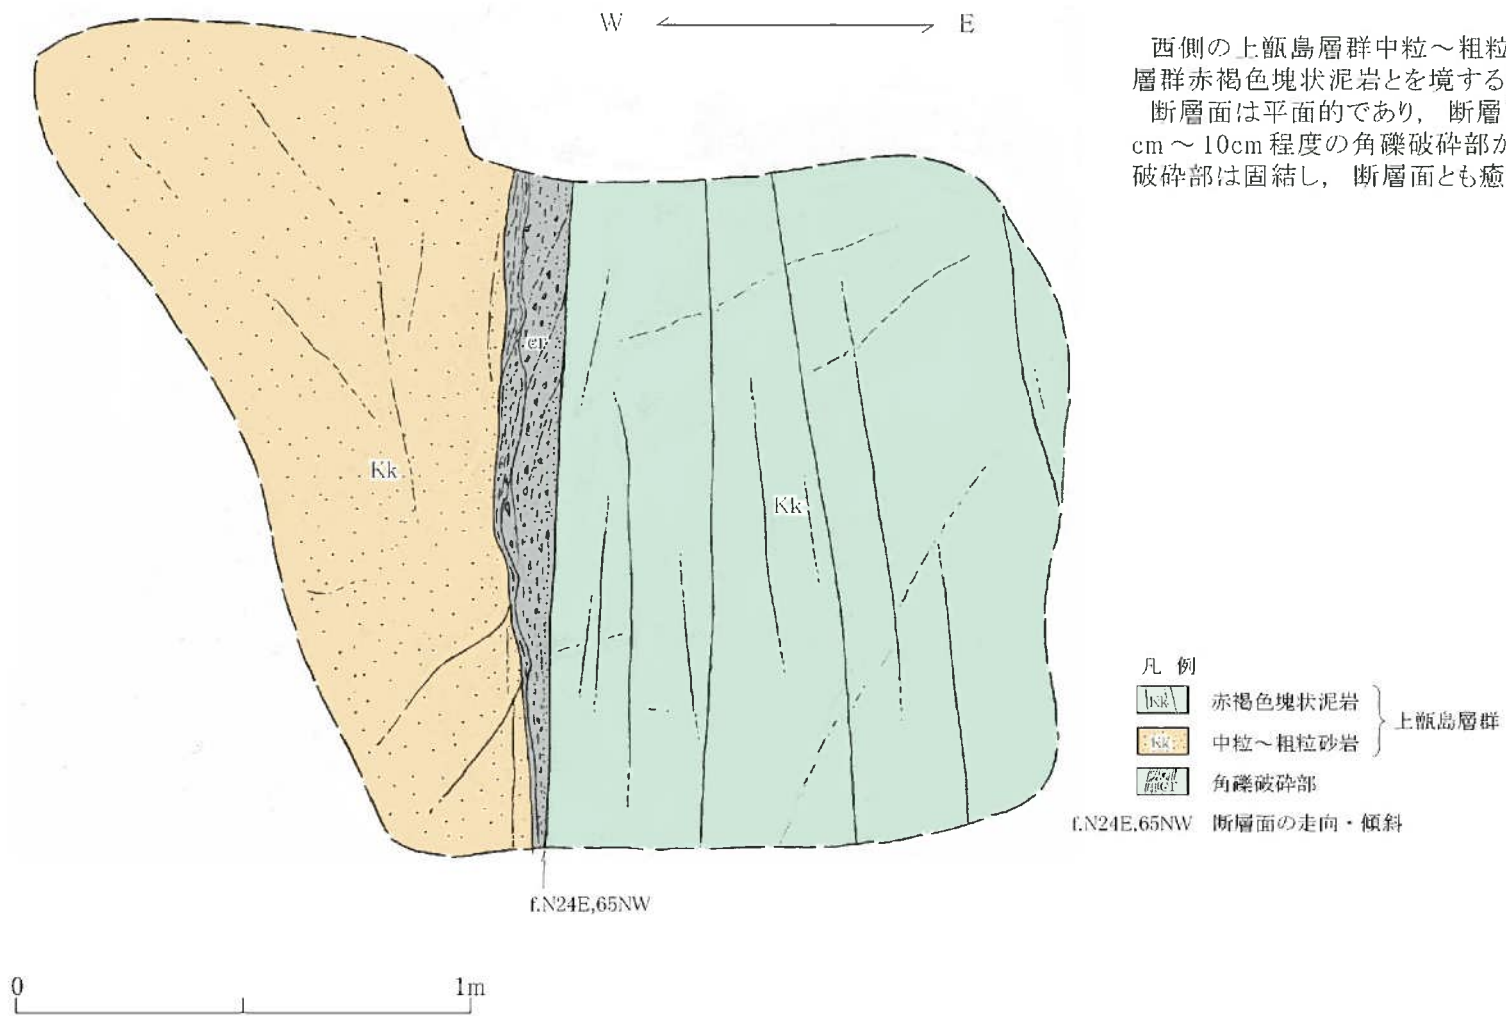 W E
西側の上甑島層群中粒～粗粒
層群赤褐色塊状泥岩とを境する
断層面は平面的であり，断層
cm～10cm程度の角礫破砕部が
破砕部は固結し，断層面とも癒
cr
Kk
Kk
凡 例
Kk 赤褐色塊状泥岩
Kk 中粒～粗粒砂岩
上甑島層群
cr 角礫破砕部
f.N24E,65NW 断層面の走向・傾斜
f.N24E,65NW
0 1m